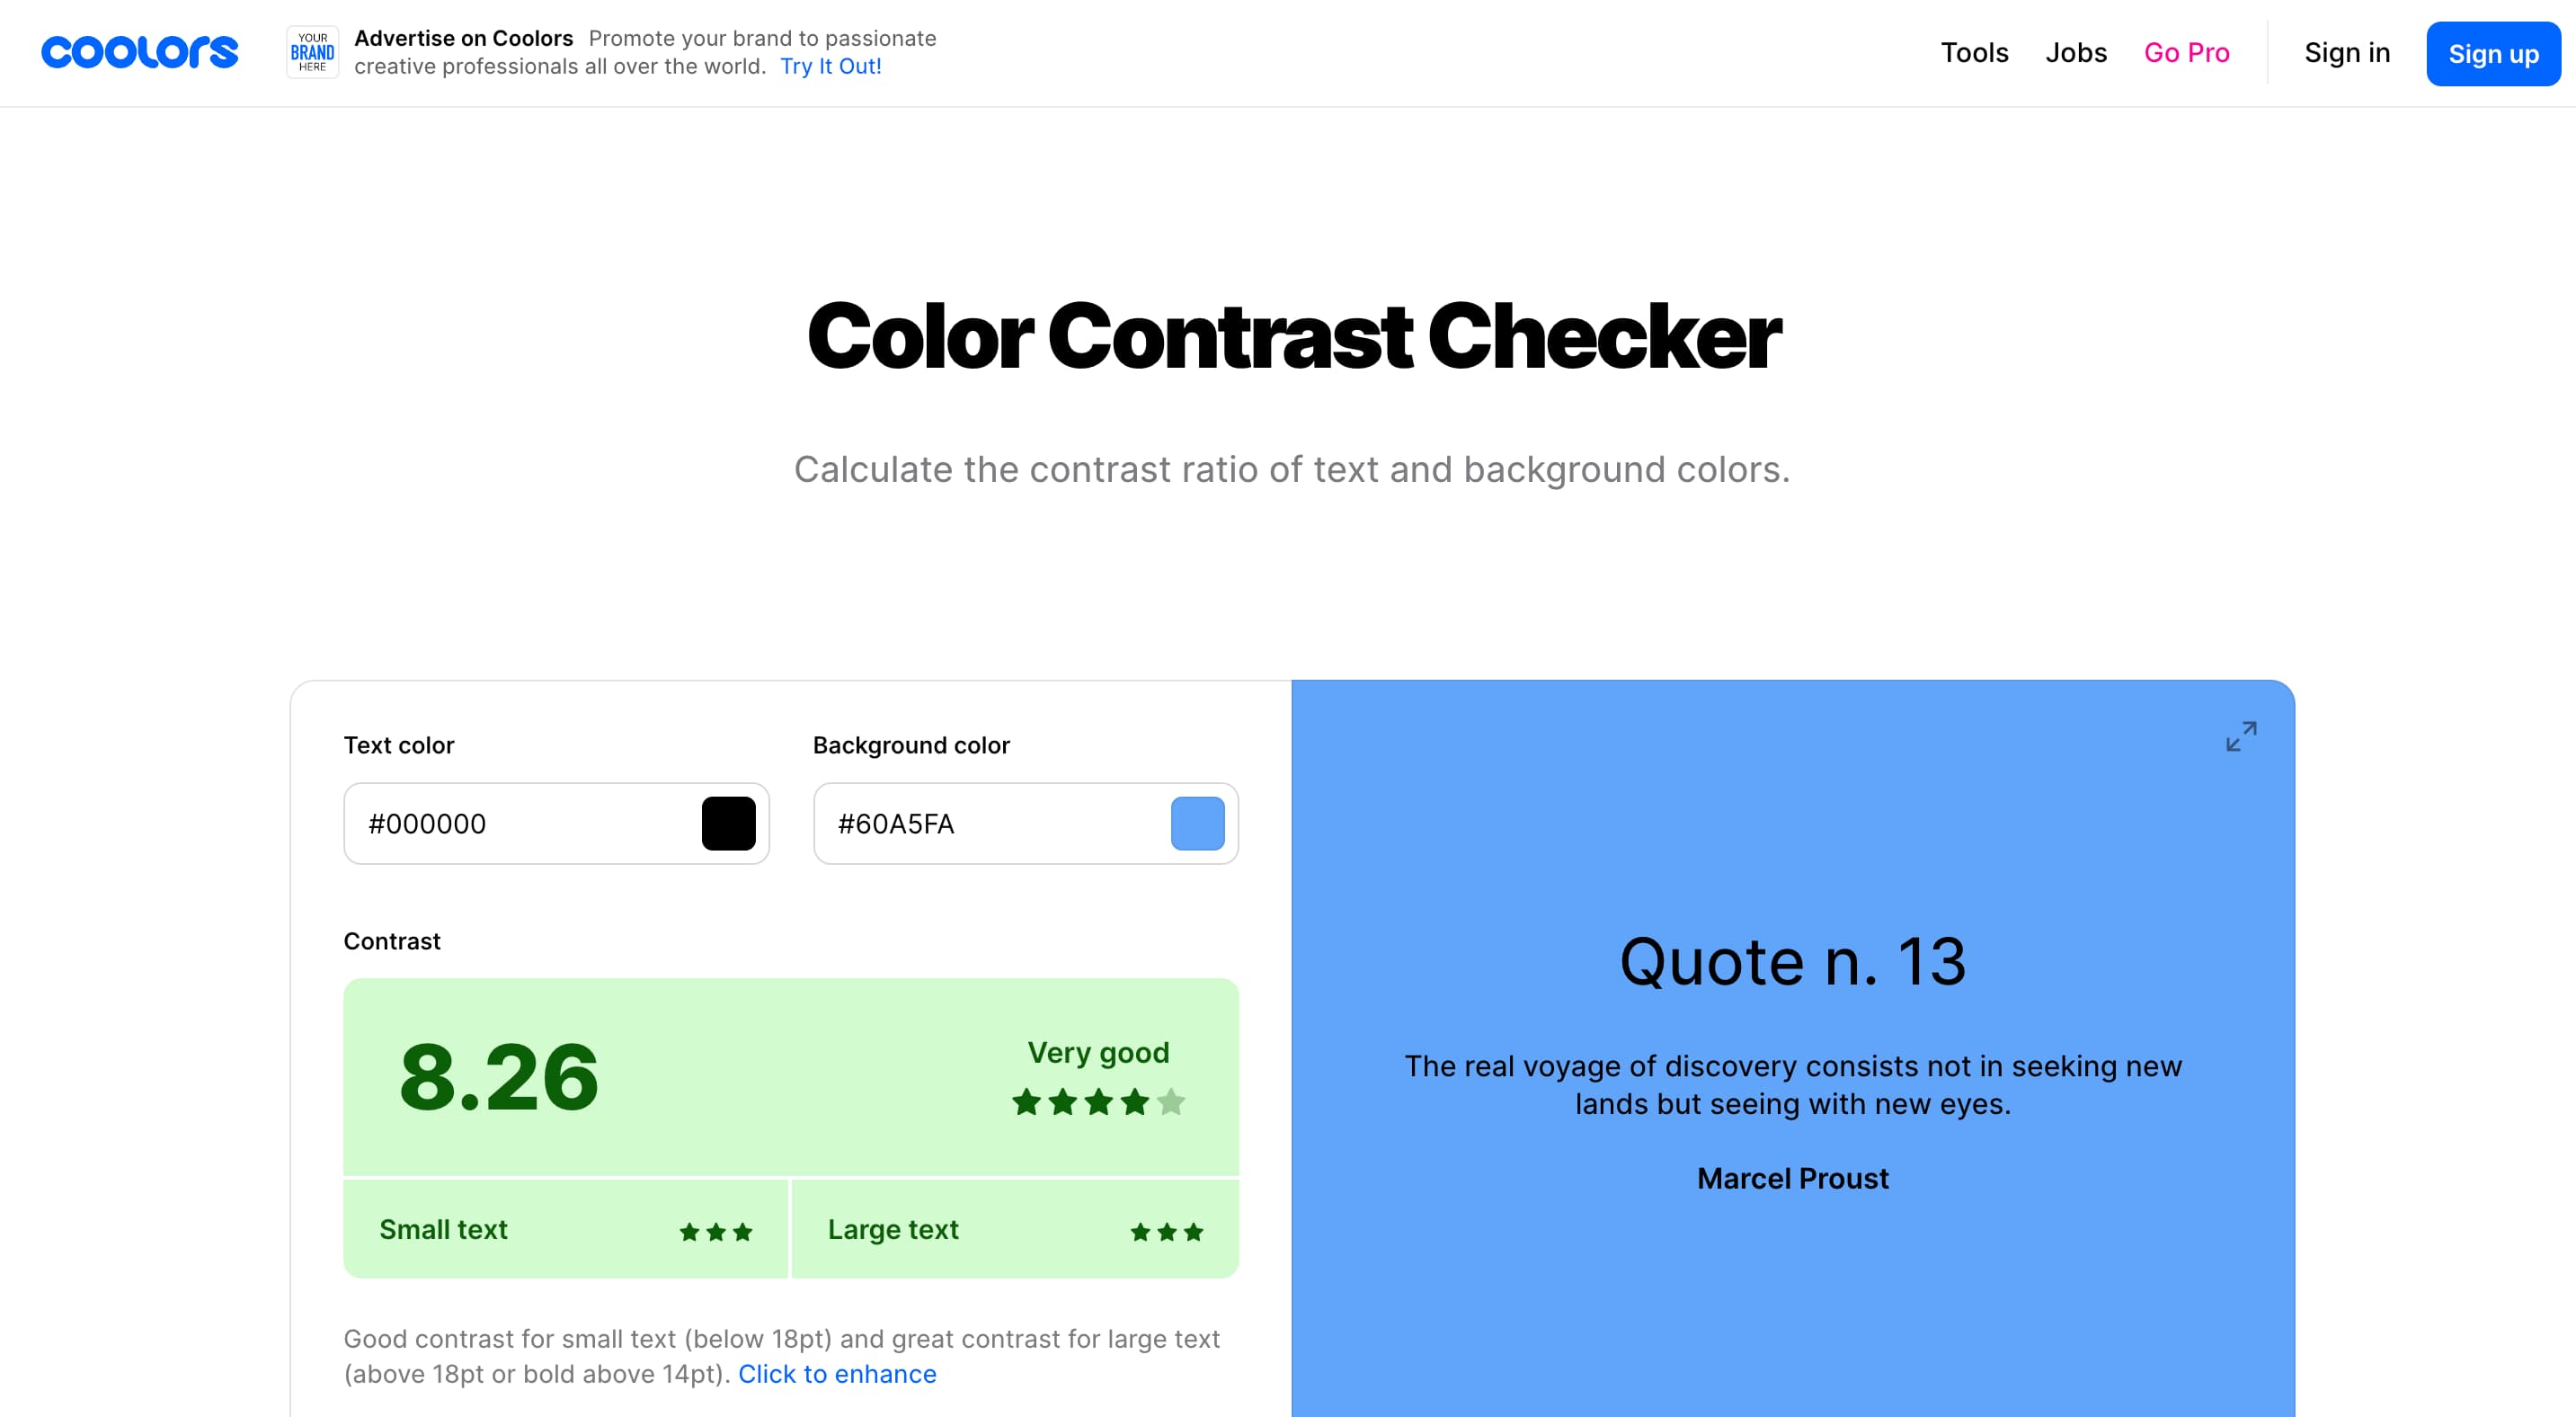 coolors
YOUR
BRAND
HERE
Advertise on Coolors Promote your brand to passionate
creative professionals all over the world. Try It Out!
Tools Jobs Go Pro Sign in Sign up
Color Contrast Checker
Calculate the contrast ratio of text and background colors.
Text color
#000000
Background color
#60A5FA
Contrast
8.26
Very good
Small text
Large text
Good contrast for small text (below 18pt) and great contrast for large text
(above 18pt or bold above 14pt). Click to enhance
Quote n. 13
The real voyage of discovery consists not in seeking new
lands but seeing with new eyes.
Marcel Proust